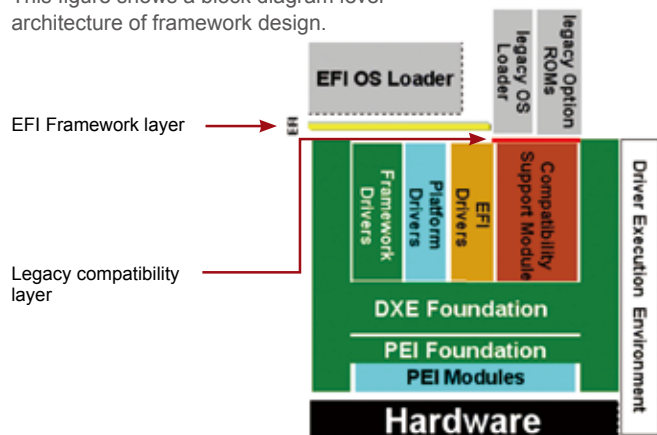 This figure shows a block diagram level
architecture of framework design.
EFI OS Loader
legacy OS
Loader
legacy Option
ROMs
EFI Framework layer
EFI
Framework
Drivers
Platform
Drivers
EFI
Drivers
Compatibility
Support Module
Driver Execution Environment
Legacy compatibility
layer
DXE Foundation
PEI Foundation
PEI Modules
Hardware